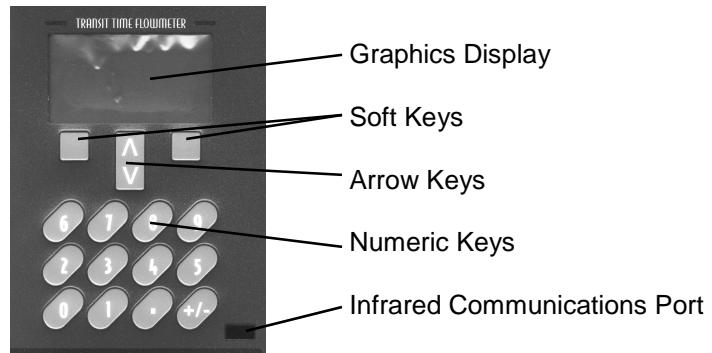 TRANSIT TIME FLOWMETER
Graphics Display
Soft Keys
Arrow Keys
6 7 8 9
Numeric Keys
2 3 4 5
0 1 . +/-
Infrared Communications Port